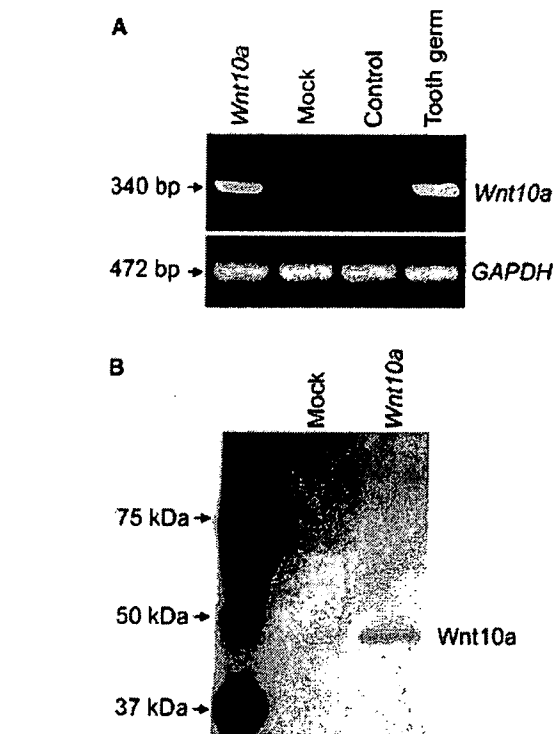 A
Wnt10a Mock Control Tooth germ
340 bp Wnt10a
472 bp GAPDH
B
Mock Wnt10a
75 kDa
50 kDa Wnt10a
37 kDa